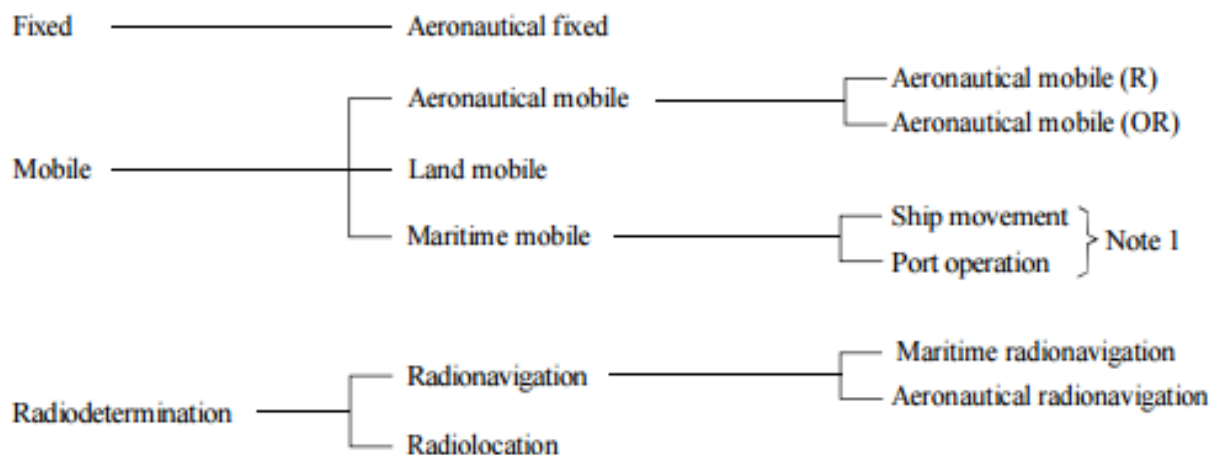 Fixed Aeronautical fixed
Aeronautical mobile (R)
Aeronautical mobile
Aeronautical mobile (OR)
Mobile Land mobile
Ship movement
Maritime mobile Note 1
Port operation
Maritime radionavigation
Radionavigation
Aeronautical radionavigation
Radiodetermination
Radiolocation